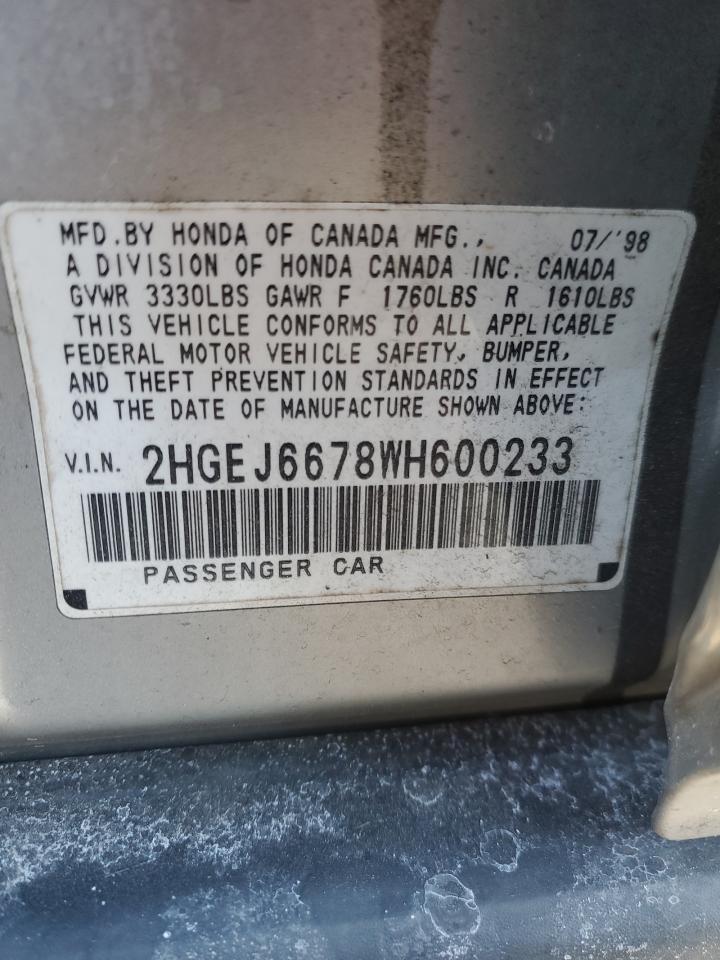 MFD.BY HONDA OF CANADA MFG., 07/'98
A DIVISION OF HONDA CANADA INC. CANADA
GVWR 3330LBS GAWR F 1760LBS R 1610LBS
THIS VEHICLE CONFORMS TO ALL APPLICABLE
FEDERAL MOTOR VEHICLE SAFETY, BUMPER,
AND THEFT PREVENTION STANDARDS IN EFFECT
ON THE DATE OF MANUFACTURE SHOWN ABOVE:
V.I.N. 2HGEJ6678WH600233
PASSENGER CAR